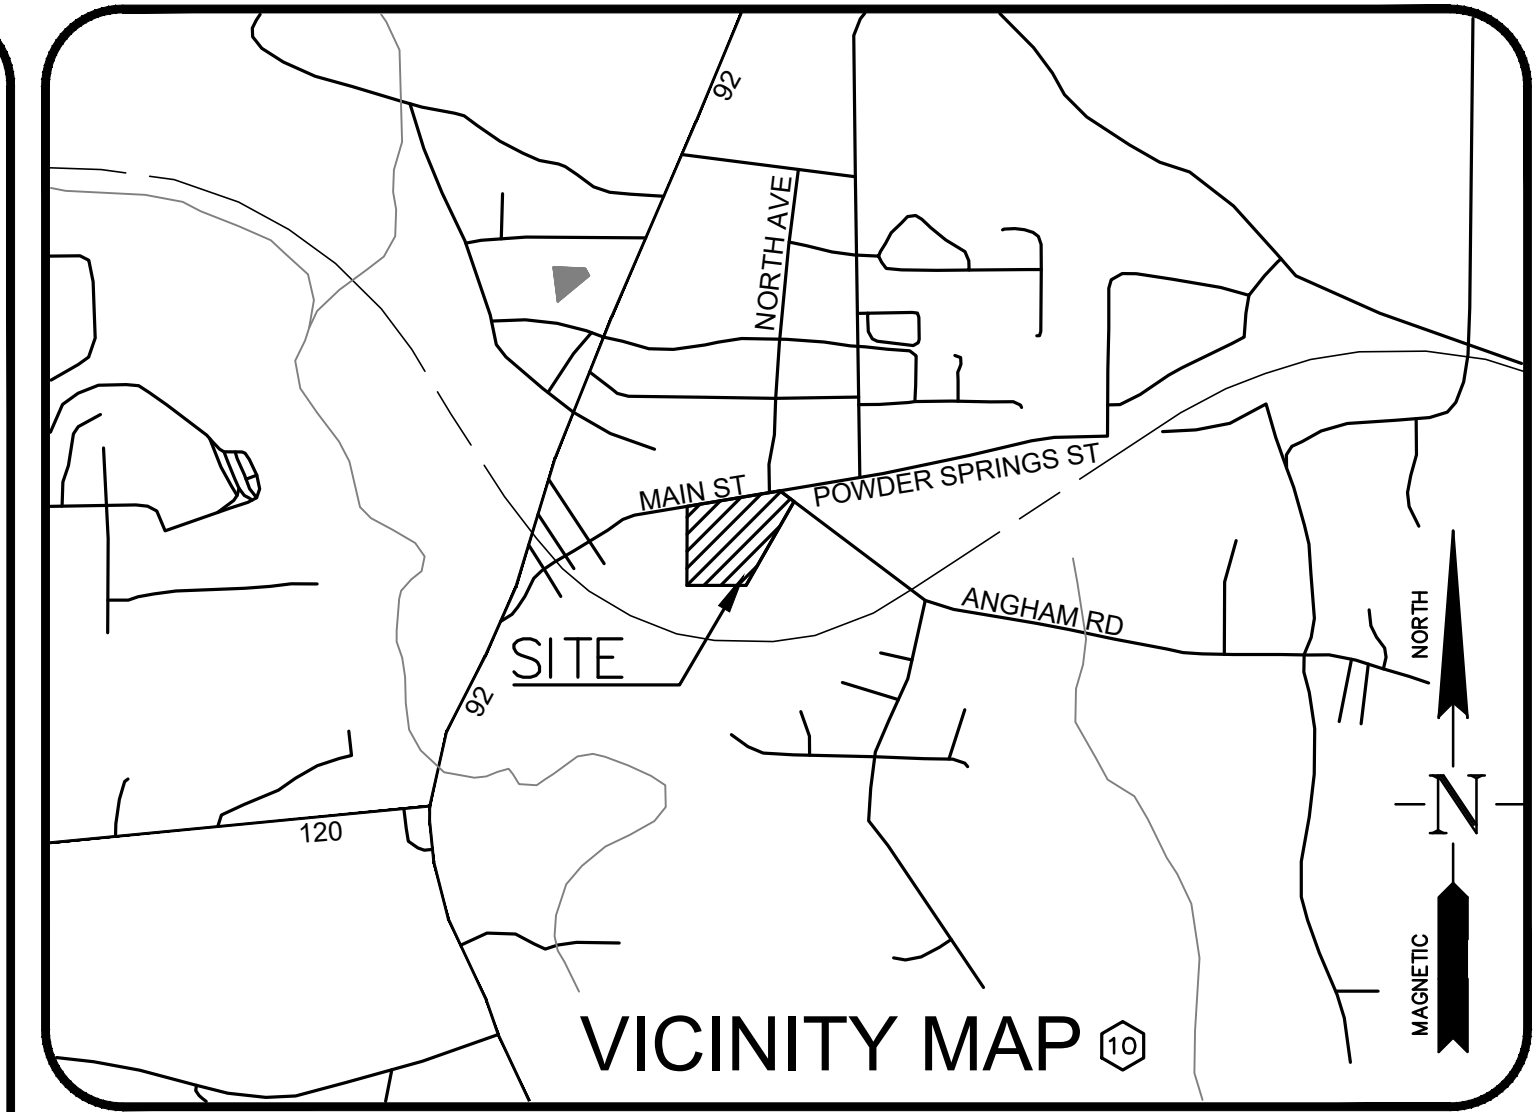 92
NORTH AVE
MAIN ST
POWDER SPRINGS ST
ANGHAM RD
SITE
92
120
NORTH
N
MAGNETIC
VICINITY MAP 10